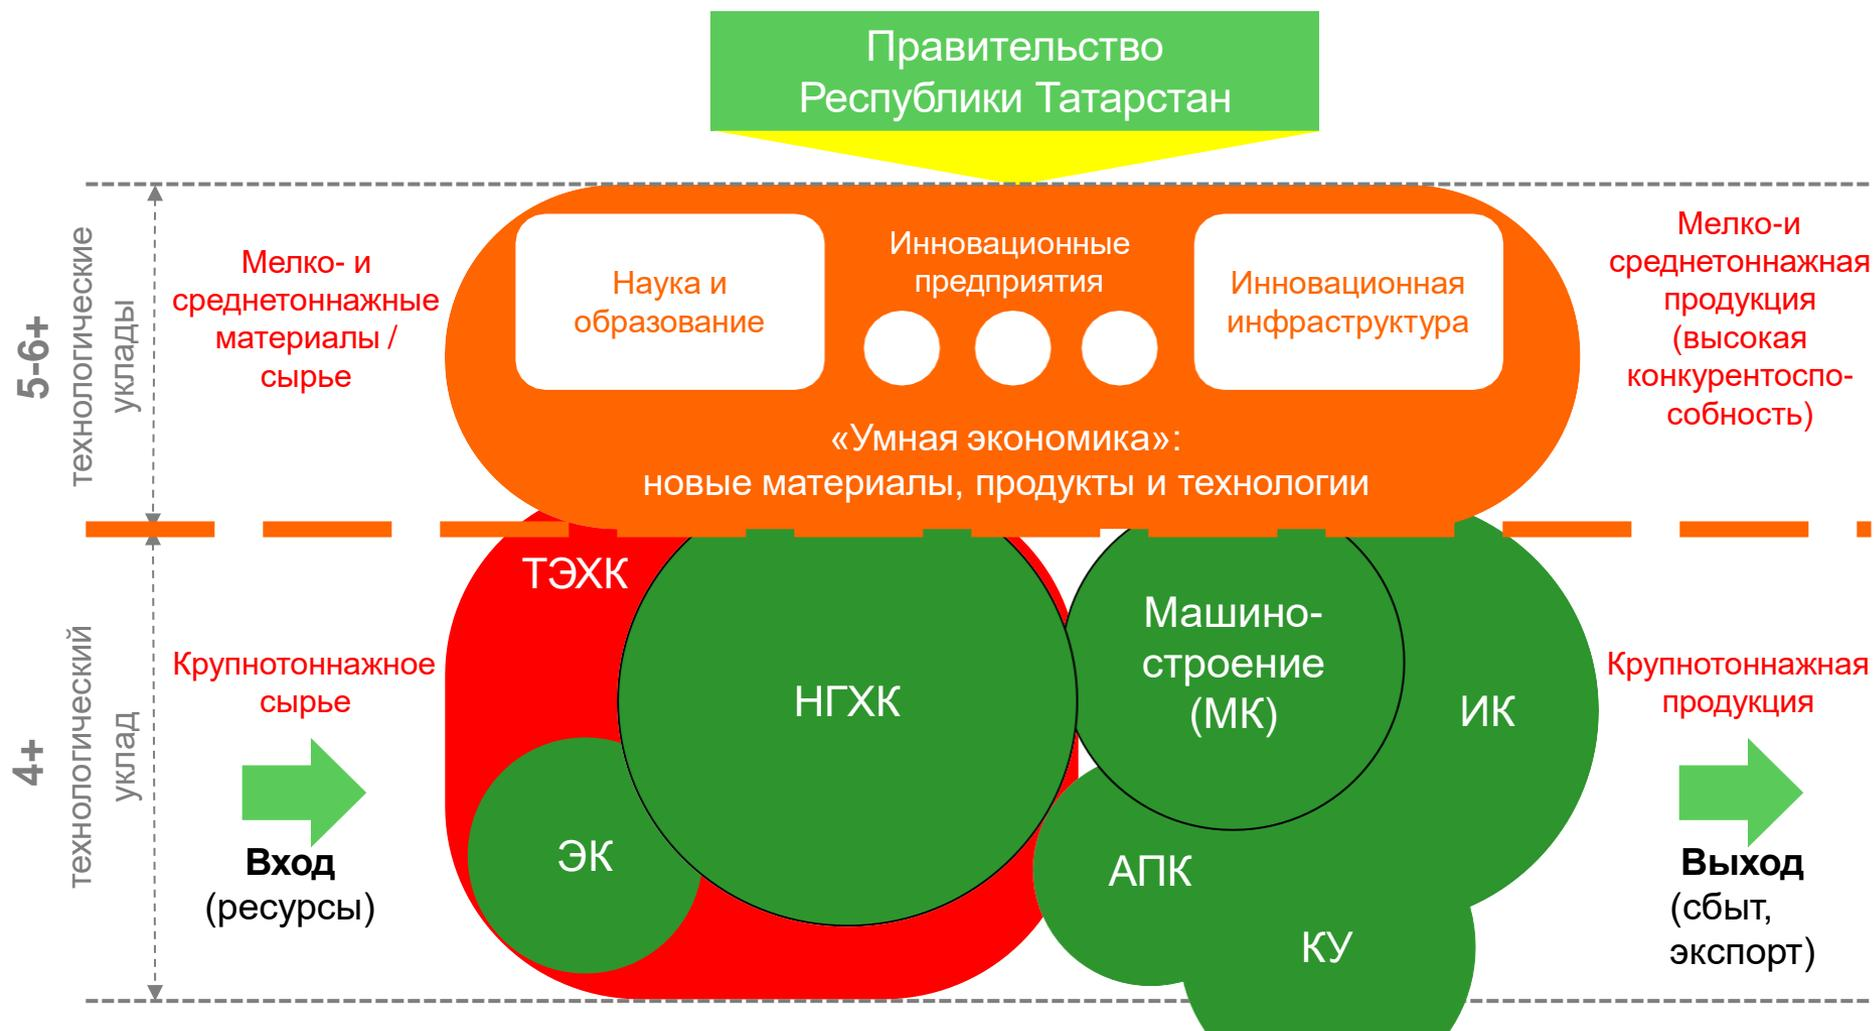 Правительство
Республики Татарстан
5-6+
технологические
уклады
Мелко- и
среднетоннажные
материалы /
сырье
Наука и
образование
Инновационные
предприятия
Инновационная
инфраструктура
«Умная экономика»:
новые материалы, продукты и технологии
Мелко-и
среднетоннажная
продукция
(высокая
конкурентоспо-
собность)
4+
технологический
уклад
Крупнотоннажное
сырье
Вход
(ресурсы)
ТЭХК
НГХК
ЭК
Машино-
строение
(МК)
ИК
АПК
КУ
Крупнотоннажная
продукция
Выход
(сбыт,
экспорт)